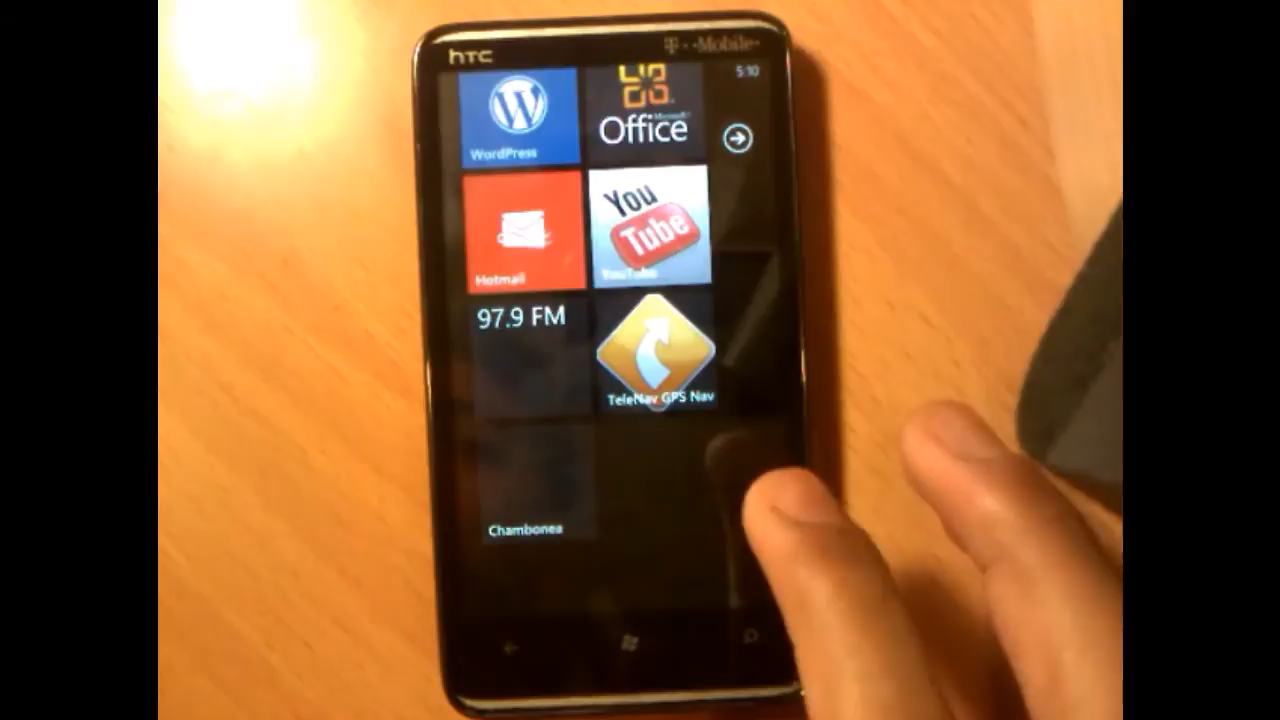 hTC
T··Mobile·
5:10
WordPress
Microsoft
Office
Hotmail
You
Tube
YouTube
97.9 FM
TeleNav GPS Nav
Chambonea